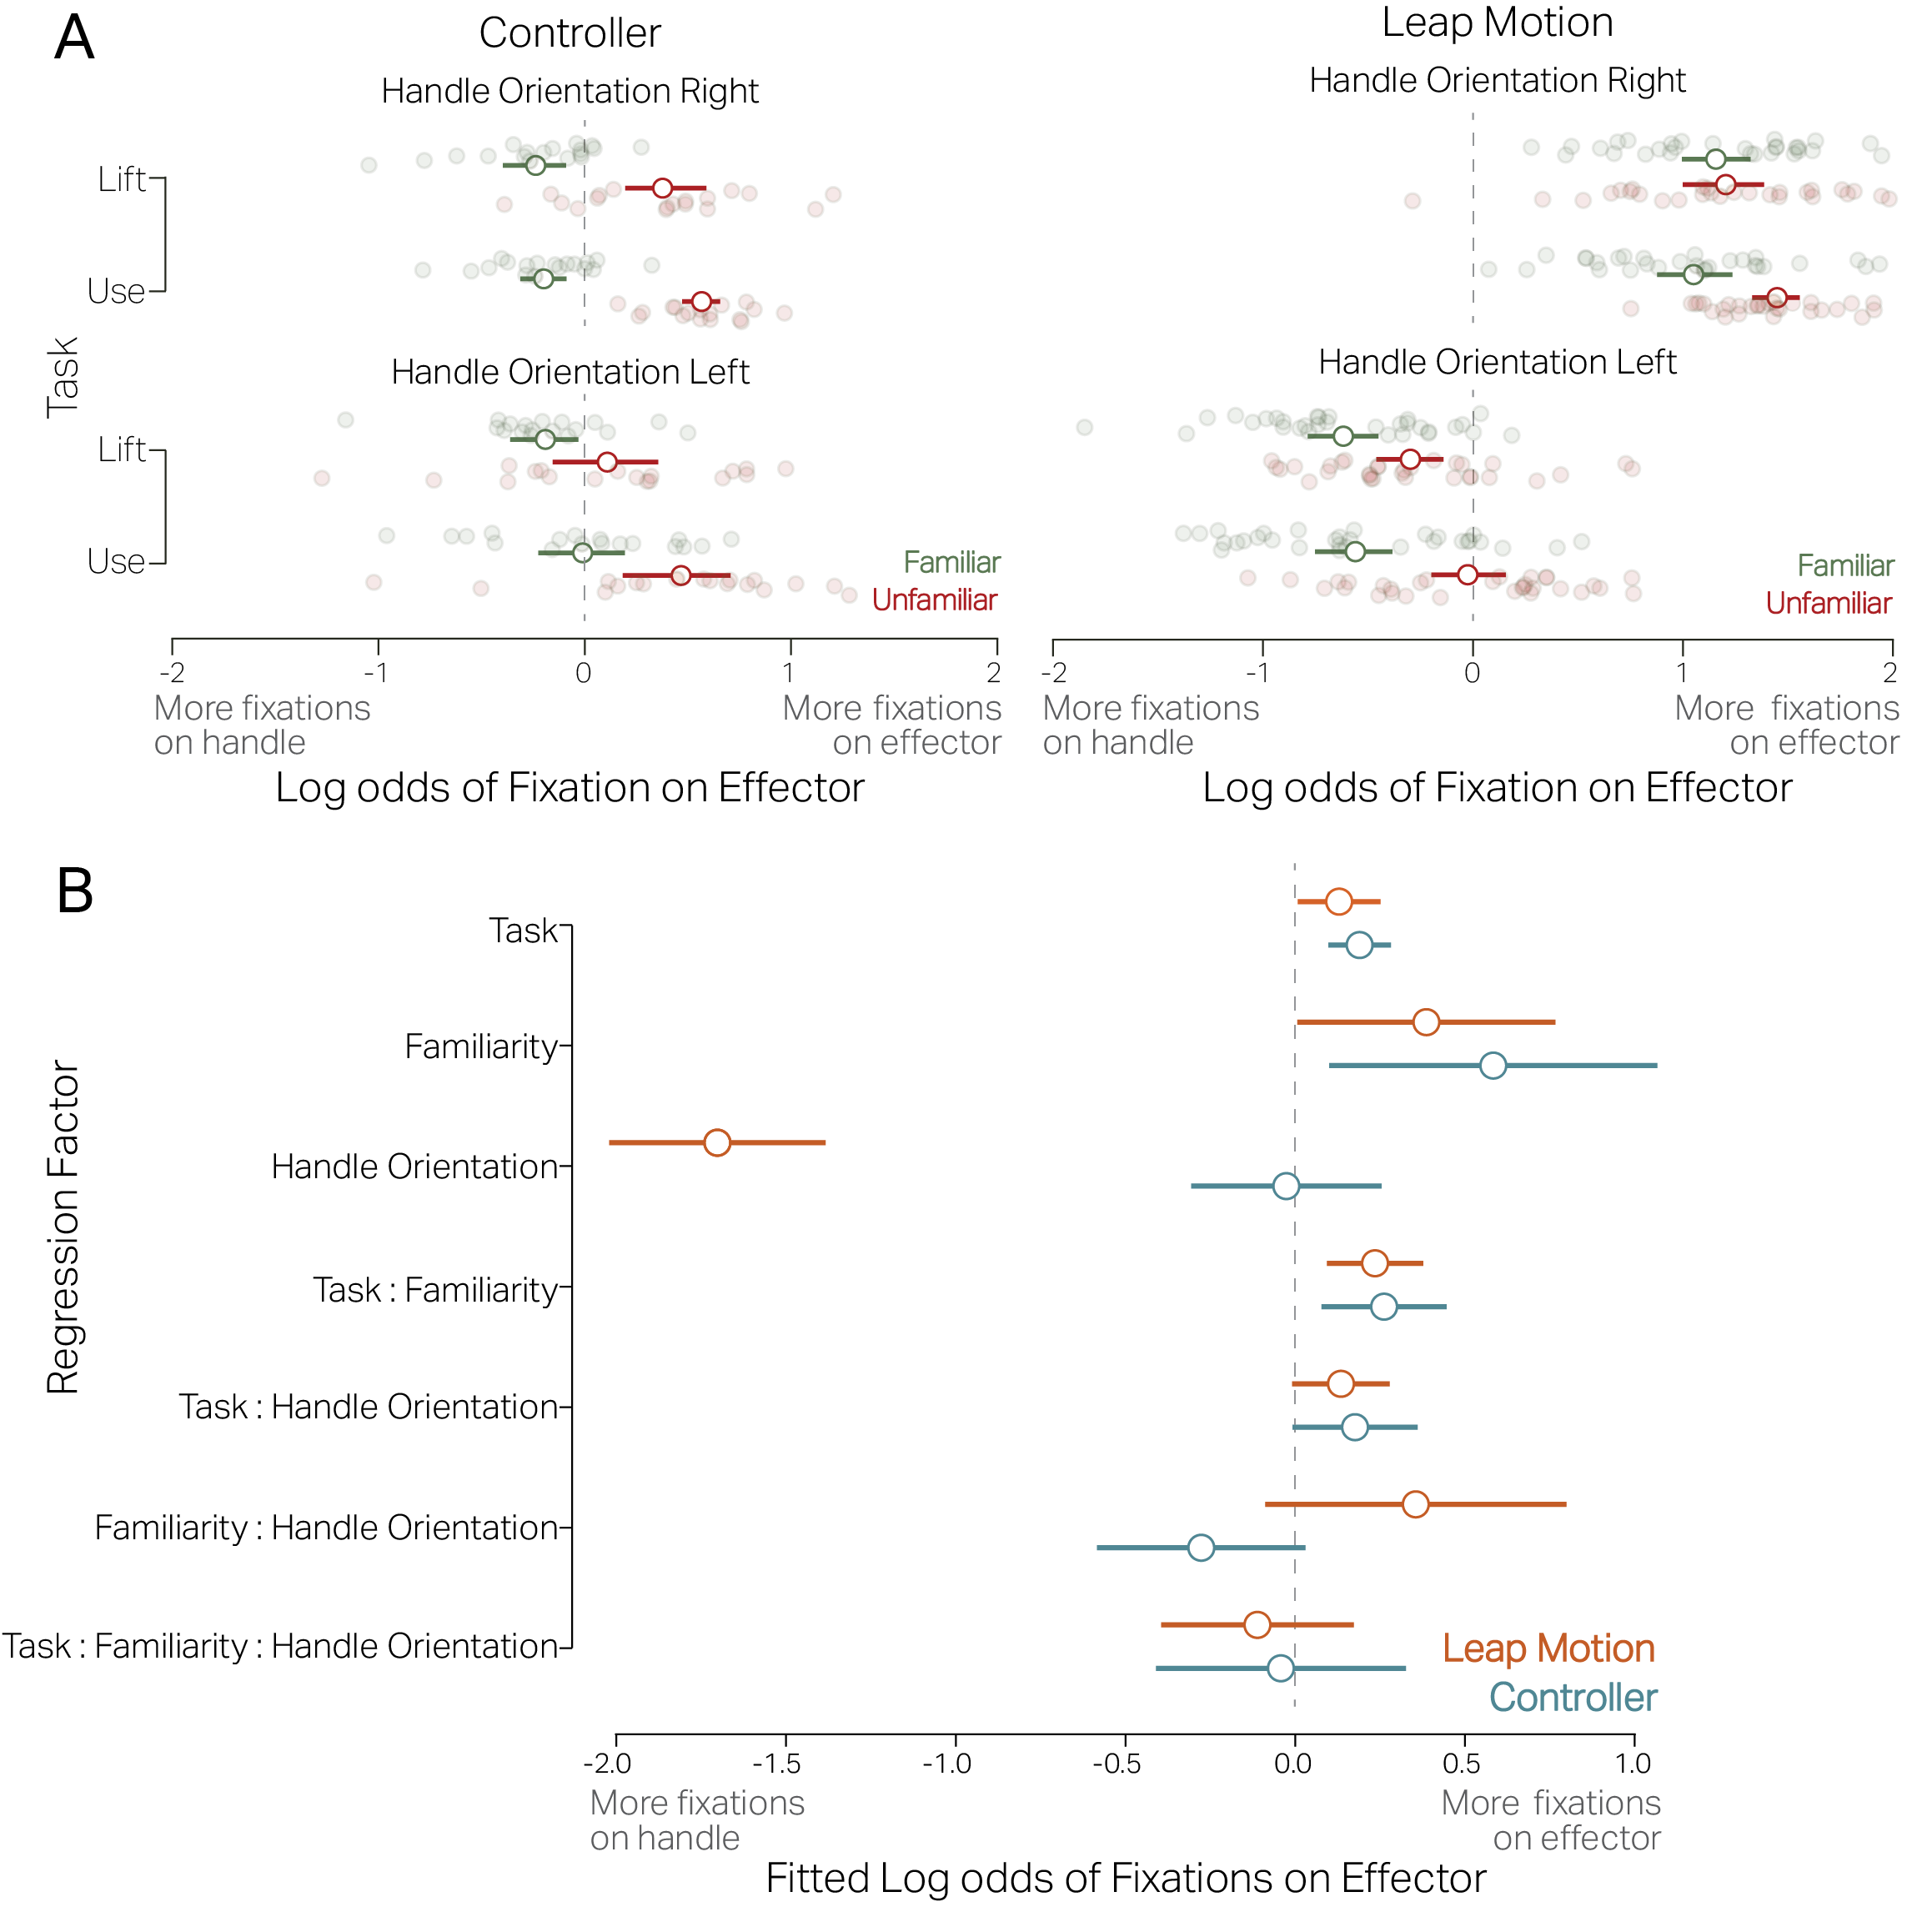 A
Controller
Handle Orientation Right
Lift
Use
Handle Orientation Left
Lift
Use
Task
Familiar
Unfamiliar
-2
-1
0
1
2
More fixations
on handle
More fixations
on effector
Log odds of Fixation on Effector
Leap Motion
Handle Orientation Right
Handle Orientation Left
Familiar
Unfamiliar
-2
-1
0
1
2
More fixations
on handle
More fixations
on effector
Log odds of Fixation on Effector
B
Regression Factor
Task
Familiarity
Handle Orientation
Task : Familiarity
Task : Handle Orientation
Familiarity : Handle Orientation
Task : Familiarity : Handle Orientation
Leap Motion
Controller
-2.0
-1.5
-1.0
-0.5
0.0
0.5
1.0
More fixations
on handle
More fixations
on effector
Fitted Log odds of Fixations on Effector